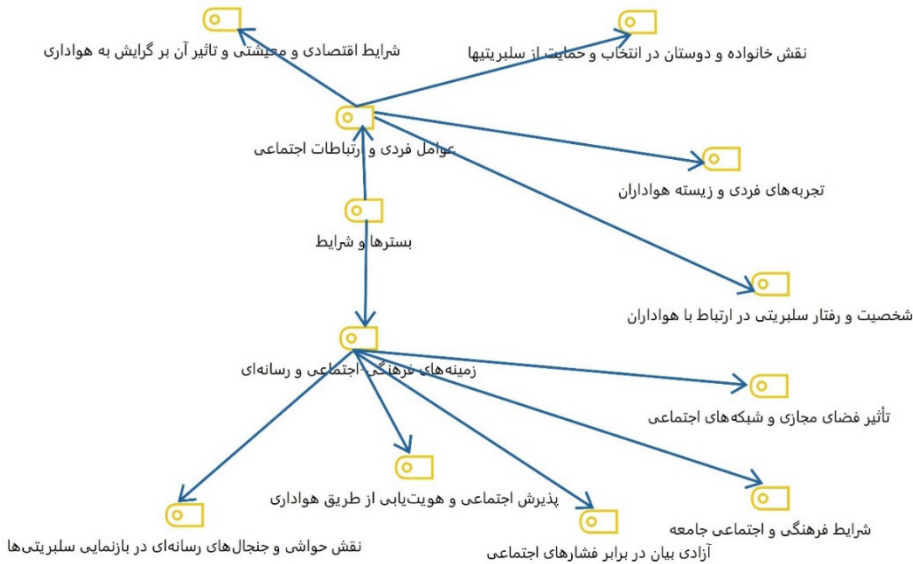 شرایط اقتصادی و معیشتی و تاثیر آن بر گرایش به هواداری
نقش خانواده و دوستان در انتخاب و حمایت از سلبریتیها
عوامل فردی و ارتباطات اجتماعی
تجربه‌های فردی و زیسته هواداران
بسترها و شرایط
شخصیت و رفتار سلبریتی در ارتباط با هواداران
زمینه‌های فرهنگی-اجتماعی و رسانه‌ای
تأثیر فضای مجازی و شبکه‌های اجتماعی
پذیرش اجتماعی و هویت‌یابی از طریق هواداری
شرایط فرهنگی و اجتماعی جامعه
نقش حواشی و جنجال‌های رسانه‌ای در بازنمایی سلبریتی‌ها
آزادی بیان در برابر فشارهای اجتماعی